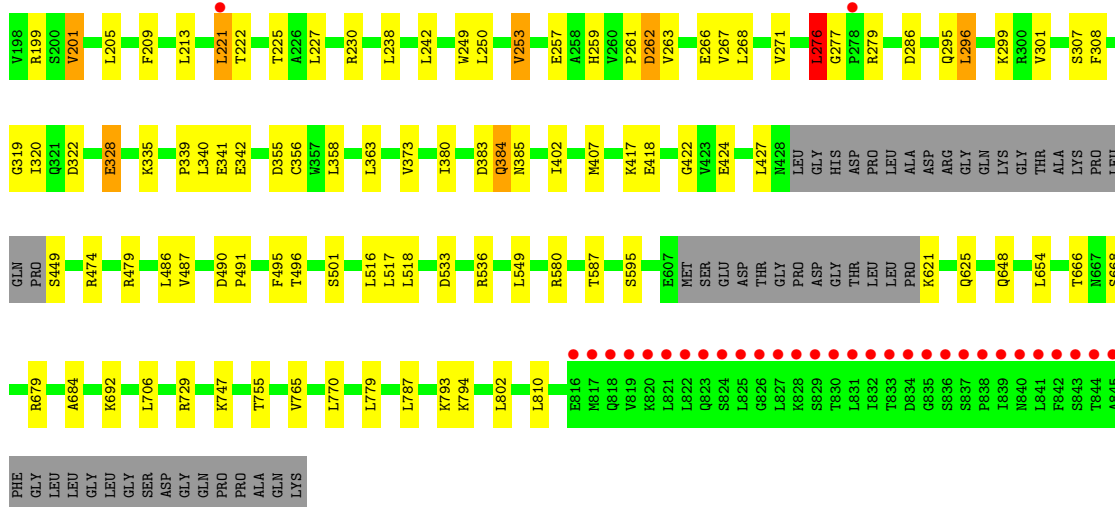 V198 R199 S200 V201 L205 F209 L213 L221 T222 T225 A226 L227 R230 L238 L242 W249 L250 V253 E257 A258 H259 V260 P261 D262 V263 E266 V267 L268 V271 L276 G277 P278 R279 D286 Q295 L296 K299 R300 V301 S307 F308
G319 I320 Q321 D322 E328 K335 P339 L340 E341 E342 D355 C356 W357 L358 L363 V373 I380 D383 Q384 N385 I402 M407 K417 E418 G422 V423 E424 L427 N428 LEU GLY HIS ASP PRO LEU ALA ASP ARG GLY GLN LYS GLY THR ALA LYS PRO LEU
GLN PRO S449 R474 R479 L486 V487 D490 P491 F495 T496 S501 L516 L517 L518 D533 R536 L549 R580 T587 S595 E607 MET SER GLU ASP THR GLY PRO ASP GLY THR LEU LEU PRO K621 Q625 Q648 L654 T666 N667 S668
R679 A684 K692 L706 R729 K747 T755 V765 L770 L779 L787 K793 K794 L802 L810 E816 M817 Q818 V819 K820 L821 L822 Q823 S824 L825 G826 L827 K828 S829 T830 L831 I832 T833 D834 G835 S836 S837 P838 I839 N840 L841 F842 S843 T844 A845
PHE GLY LEU LEU GLY LEU GLY SER ASP GLY GLN PRO PRO ALA GLN LYS